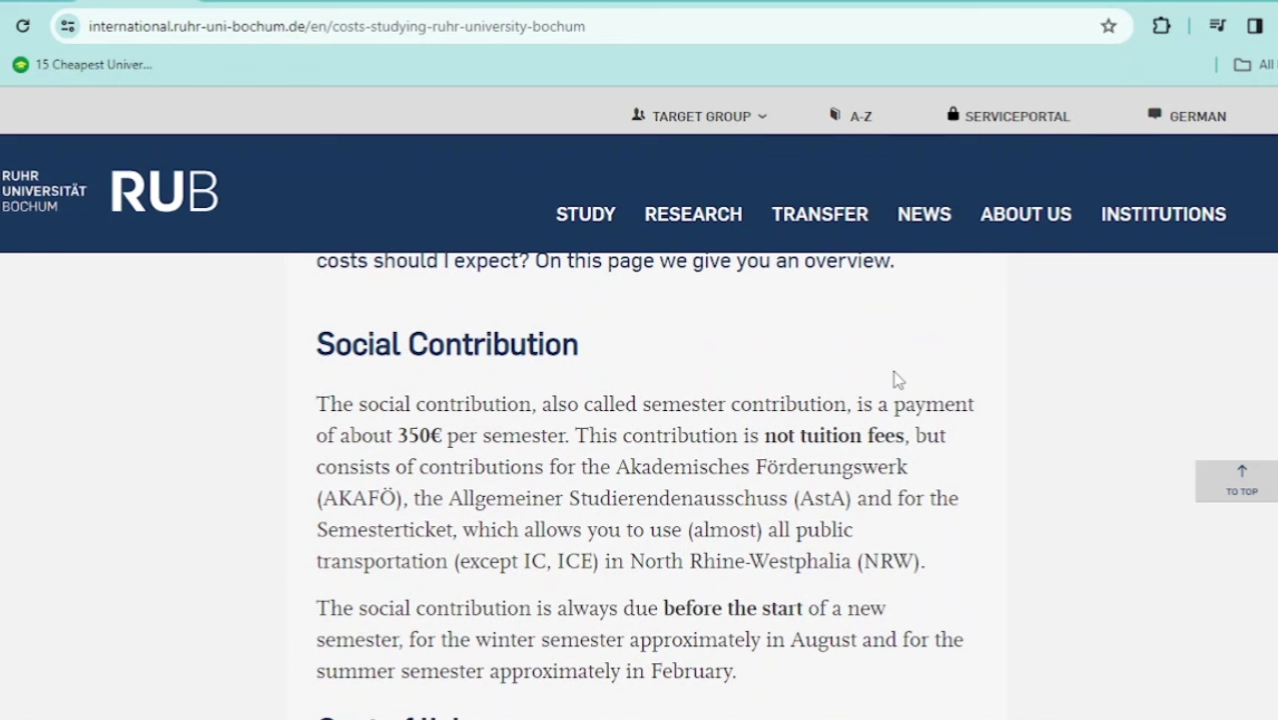 international.ruhr-uni-bochum.de/en/costs-studying-ruhr-university-bochum
15 Cheapest Univer...
All
TARGET GROUP
A-Z
SERVICEPORTAL
GERMAN
RUHR
UNIVERSITÄT
BOCHUM
RUB
STUDY
RESEARCH
TRANSFER
NEWS
ABOUT US
INSTITUTIONS
costs should I expect? On this page we give you an overview.
Social Contribution
The social contribution, also called semester contribution, is a payment
of about 350€ per semester. This contribution is not tuition fees, but
consists of contributions for the Akademisches Förderungswerk
(AKAFÖ), the Allgemeiner Studierendenausschuss (AstA) and for the
Semesterticket, which allows you to use (almost) all public
transportation (except IC, ICE) in North Rhine-Westphalia (NRW).
TO TOP
The social contribution is always due before the start of a new
semester, for the winter semester approximately in August and for the
summer semester approximately in February.